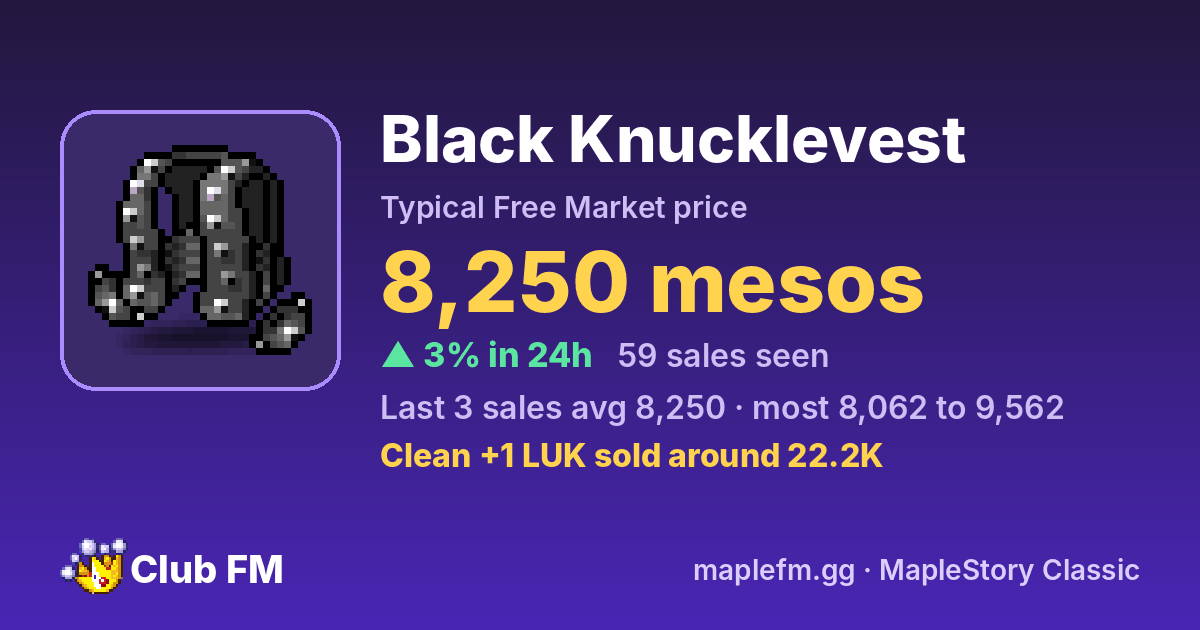 Black Knucklevest
Typical Free Market price
8,250 mesos
▲ 3% in 24h 59 sales seen
Last 3 sales avg 8,250 · most 8,062 to 9,562
Clean +1 LUK sold around 22.2K
Club FM
maplefm.gg · MapleStory Classic